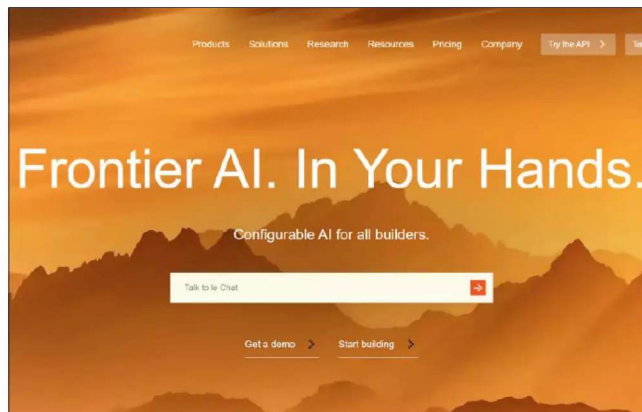 Products Solutions Research Resources Pricing Company Try the API
Frontier AI. In Your Hands.
Configurable AI for all builders.
Talk to le Chat
Get a demo Start building